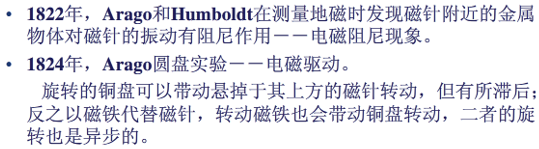 • 1822年，Arago和Humboldt在测量地磁时发现磁针附近的金属
物体对磁针的振动有阻尼作用－－电磁阻尼现象。
• 1824年，Arago圆盘实验－－电磁驱动。
旋转的铜盘可以带动悬掉于其上方的磁针转动，但有所滞后；
反之以磁铁代替磁针，转动磁铁也会带动铜盘转动，二者的旋
转也是异步的。